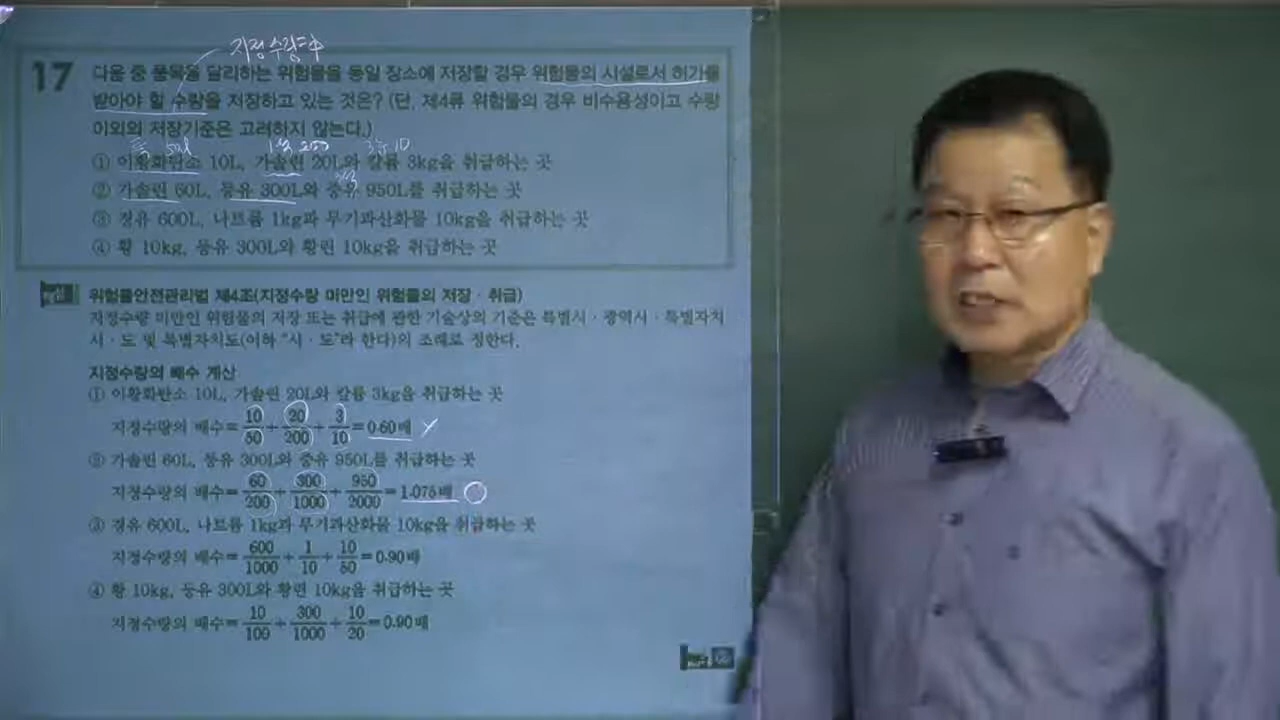 지정수량 = 1
17 다음 중 품목을 달리하는 위험물을 동일 장소에 저장할 경우 위험물의 시설로서 허가를
받아야 할 수량을 저장하고 있는 것은? (단, 제4류 위험물의 경우 비수용성이고 수량
이외의 저장기준은 고려하지 않는다.)
특 50L 1석 200 3류 10
① 이황화탄소 10L, 가솔린 20L와 칼륨 3kg을 취급하는 곳
② 가솔린 60L, 등유 300L와 중유 950L를 취급하는 곳
③ 경유 600L, 나트륨 1kg과 무기과산화물 10kg을 취급하는 곳
④ 황 10kg, 등유 300L와 황린 10kg을 취급하는 곳
위험물안전관리법 제4조(지정수량 미만인 위험물의 저장 · 취급)
지정수량 미만인 위험물의 저장 또는 취급에 관한 기술상의 기준은 특별시 · 광역시 · 특별자치
시 · 도 및 특별자치도(이하 "시 · 도"라 한다)의 조례로 정한다.
지정수량의 배수 계산
① 이황화탄소 10L, 가솔린 20L와 칼륨 3kg을 취급하는 곳
지정수량의 배수 = 10/50 + 20/200 + 3/10 = 0.60배
② 가솔린 60L, 등유 300L와 중유 950L를 취급하는 곳
지정수량의 배수 = 60/200 + 300/1000 + 950/2000 = 1.075배
③ 경유 600L, 나트륨 1kg과 무기과산화물 10kg을 취급하는 곳
지정수량의 배수 = 600/1000 + 1/10 + 10/50 = 0.90배
④ 황 10kg, 등유 300L와 황린 10kg을 취급하는 곳
지정수량의 배수 = 10/100 + 300/1000 + 10/20 = 0.90배